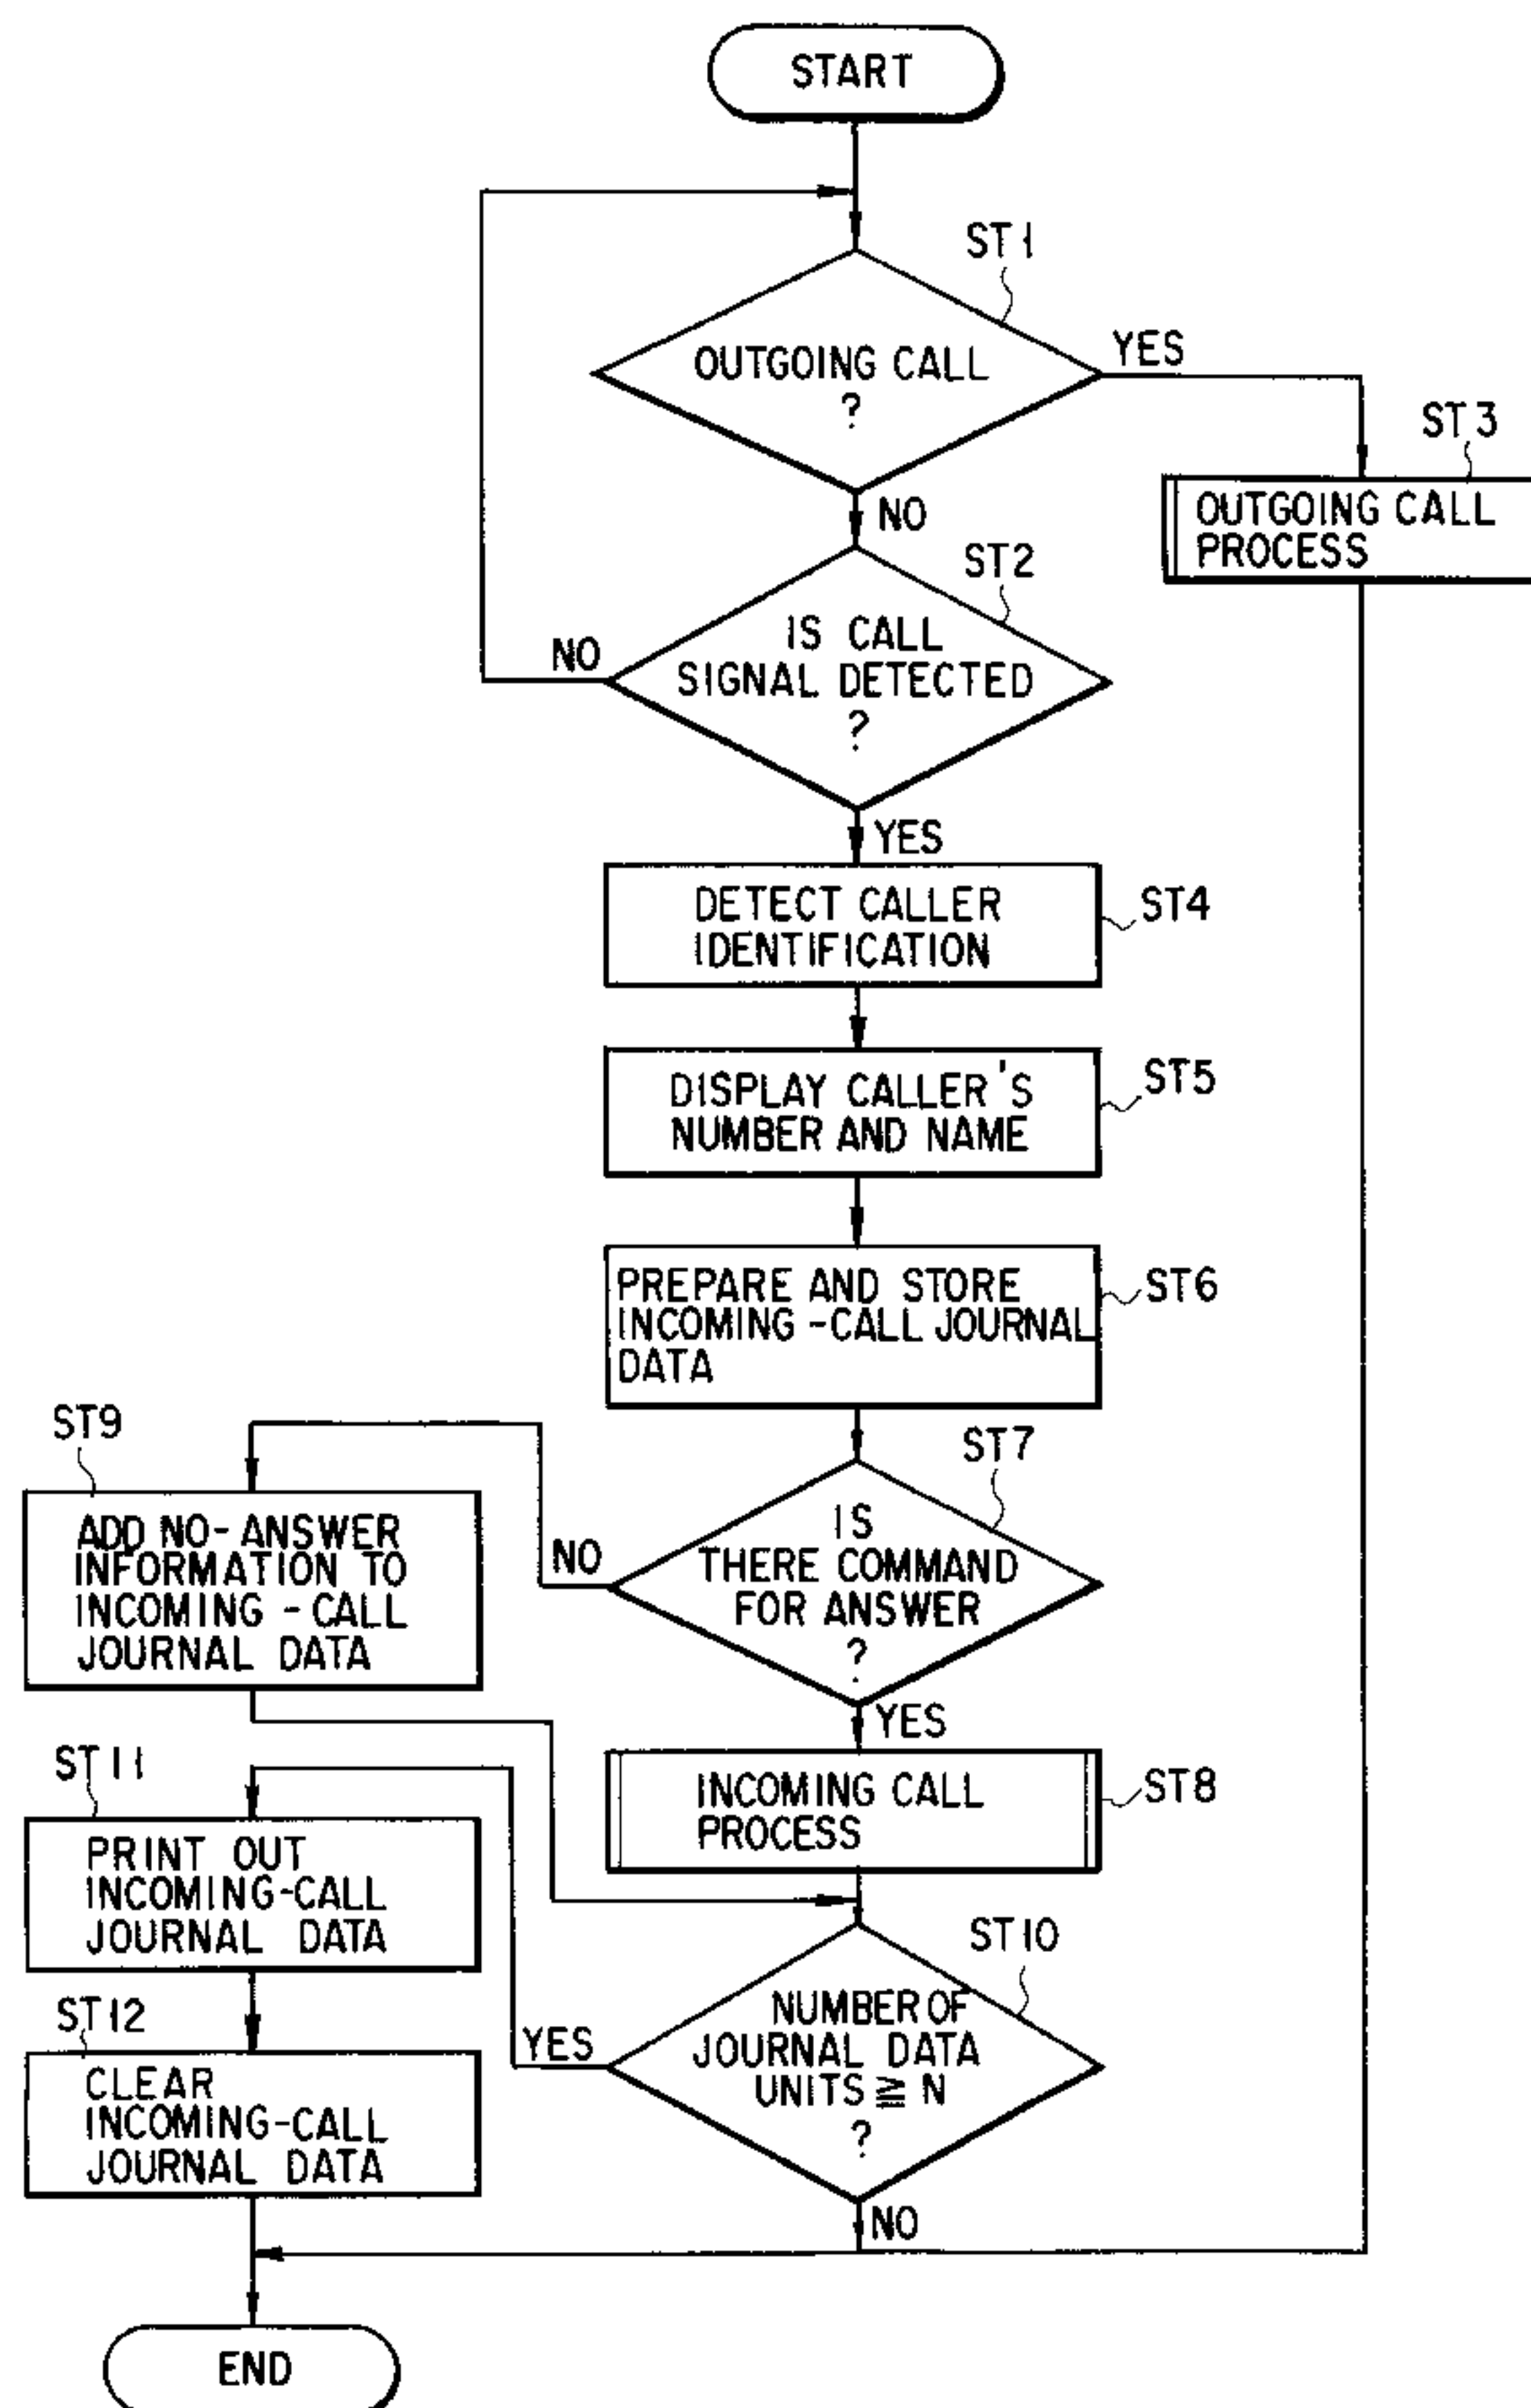 START
ST1
OUTGOING CALL
?
YES
NO
ST3
OUTGOING CALL
PROCESS
ST2
IS CALL
SIGNAL DETECTED
?
NO
YES
DETECT CALLER
IDENTIFICATION
ST4
DISPLAY CALLER'S
NUMBER AND NAME
ST5
PREPARE AND STORE
INCOMING-CALL JOURNAL
DATA
ST6
ST7
IS
THERE COMMAND
FOR ANSWER
?
NO
YES
ST9
ADD NO-ANSWER
INFORMATION TO
INCOMING-CALL
JOURNAL DATA
INCOMING CALL
PROCESS
ST8
ST10
NUMBER OF
JOURNAL DATA
UNITS ≧ N
?
YES
NO
ST11
PRINT OUT
INCOMING-CALL
JOURNAL DATA
ST12
CLEAR
INCOMING-CALL
JOURNAL DATA
END